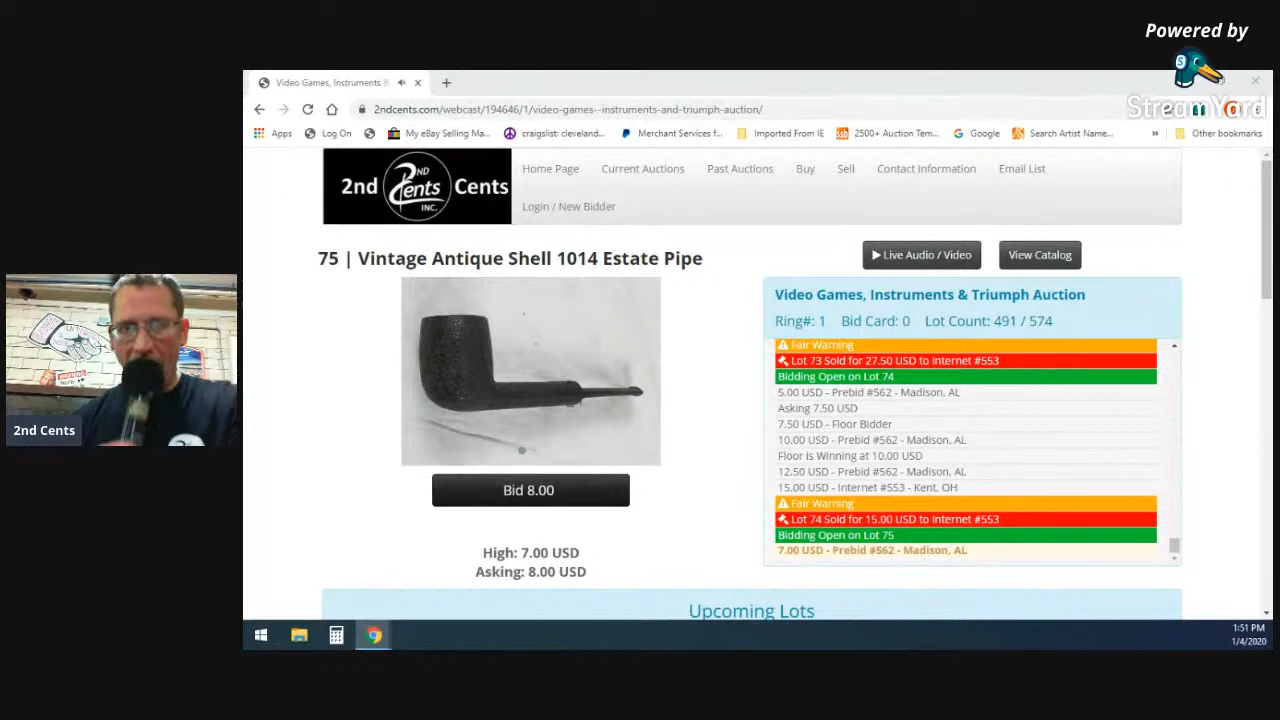 Powered by
StreamYard
Video Games, Instruments &
2ndcents.com/webcast/194646/1/video-games--instruments-and-triumph-auction/
Apps
Log On
My eBay Selling Ma...
craigslist: cleveland...
Merchant Services f...
Imported From IE
2500+ Auction Tem...
Google
Search Artist Name...
Other bookmarks
2nd Cents
2ND Cents INC.
Home Page
Current Auctions
Past Auctions
Buy
Sell
Contact Information
Email List
Login / New Bidder
75 | Vintage Antique Shell 1014 Estate Pipe
Live Audio / Video
View Catalog
Bid 8.00
High: 7.00 USD
Asking: 8.00 USD
Video Games, Instruments & Triumph Auction
Ring#: 1 Bid Card: 0 Lot Count: 491 / 574
Fair Warning
Lot 73 Sold for 27.50 USD to Internet #553
Bidding Open on Lot 74
5.00 USD - Prebid #562 - Madison, AL
Asking 7.50 USD
7.50 USD - Floor Bidder
10.00 USD - Prebid #562 - Madison, AL
Floor is Winning at 10.00 USD
12.50 USD - Prebid #562 - Madison, AL
15.00 USD - Internet #553 - Kent, OH
Fair Warning
Lot 74 Sold for 15.00 USD to Internet #553
Bidding Open on Lot 75
7.00 USD - Prebid #562 - Madison, AL
Upcoming Lots
2nd Cents
1:51 PM
1/4/2020